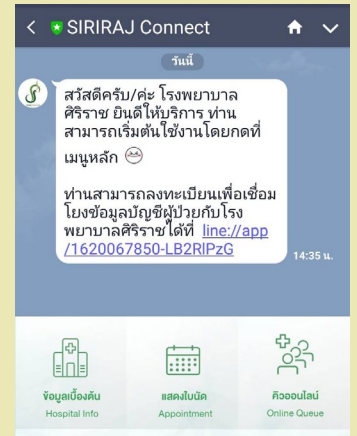 SIRIRAJ Connect
วันนี้
สวัสดีครับ/ค่ะ โรงพยาบาล
ศิริราช ยินดีให้บริการ ท่าน
สามารถเริ่มต้นใช้งานโดยกดที่
เมนูหลัก
ท่านสามารถลงทะเบียนเพื่อเชื่อม
โยงข้อมูลบัญชีผู้ป่วยกับโรง
พยาบาลศิริราชได้ที่ line://app
/1620067850-LB2RlPzG
14:35 น.
ข้อมูลเบื้องต้น แสดงใบนัด คิวออนไลน์
Hospital Info Appointment Online Queue